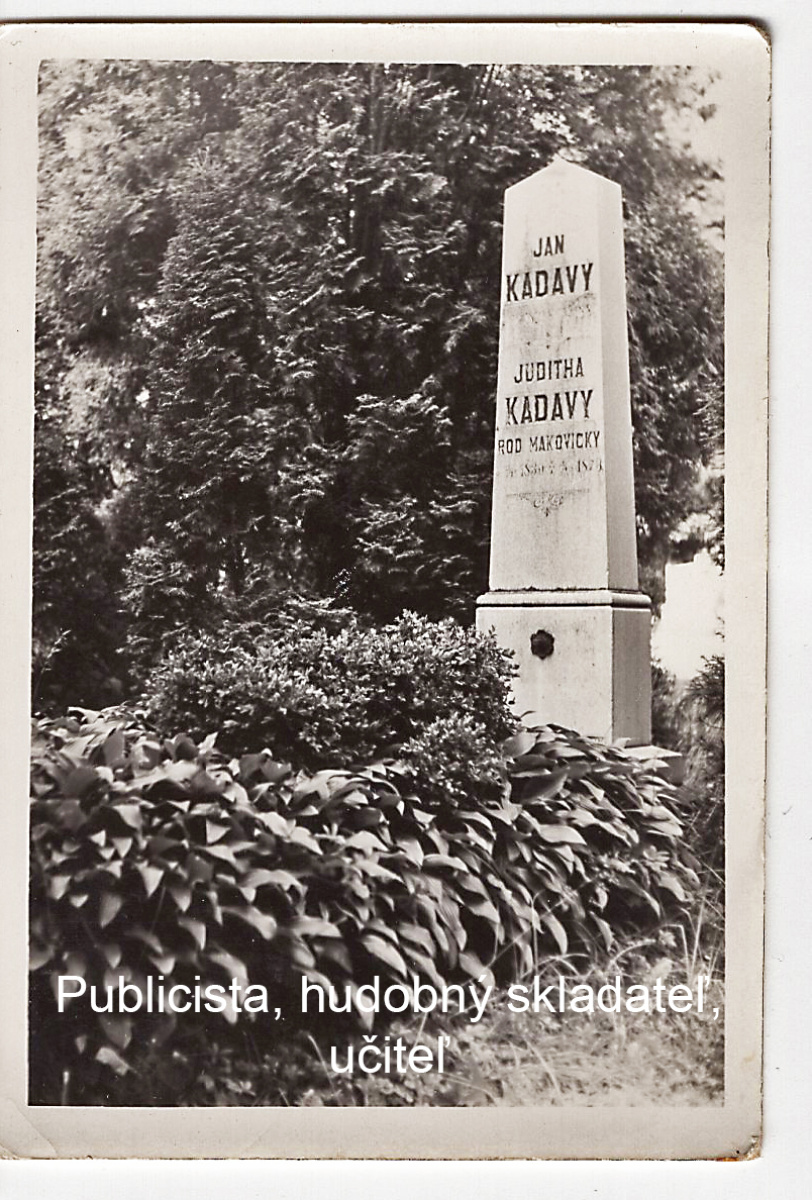 JAN
KADAVY
JUDITHA
KADAVY
ROD MAKOVICKY
Publicista, hudobný skladateľ,
učiteľ